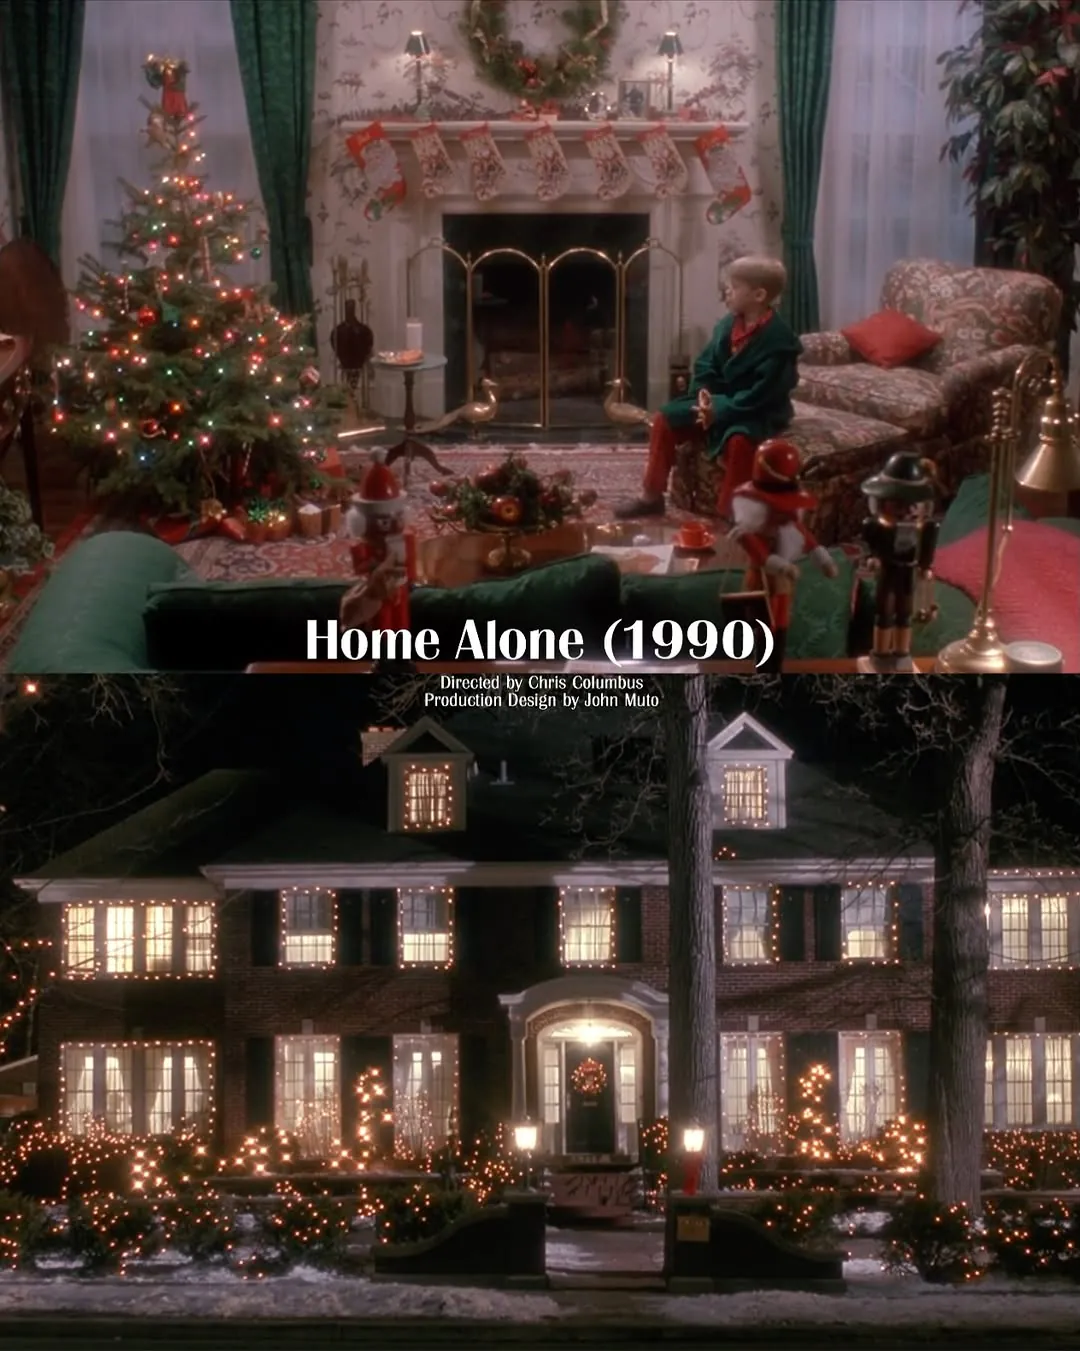 Home Alone (1990)
Directed by Chris Columbus
Production Design by John Muto